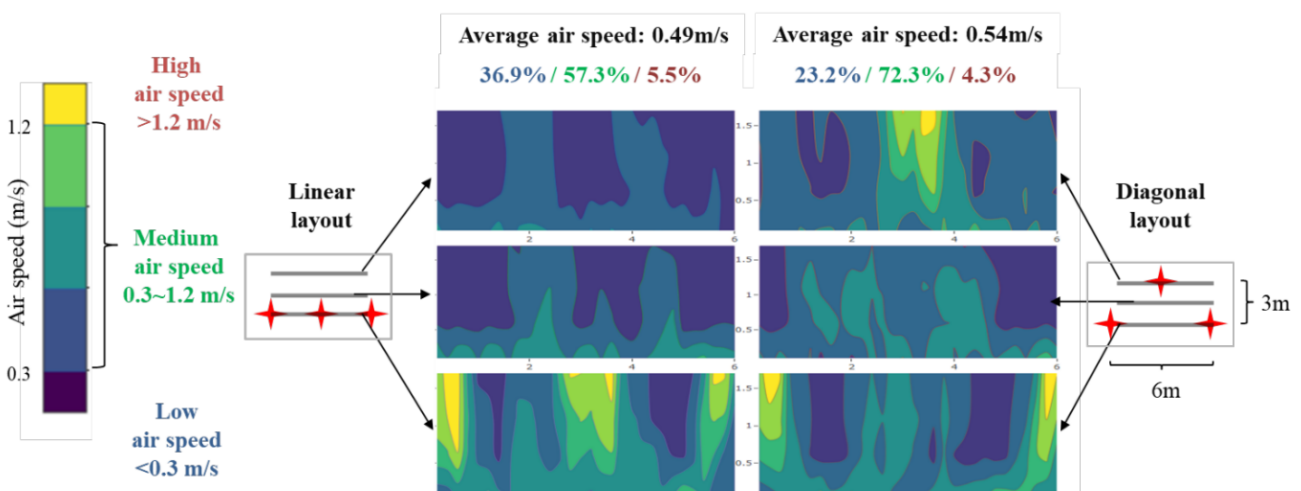 Average air speed: 0.49m/s
36.9% / 57.3% / 5.5%
Average air speed: 0.54m/s
23.2% / 72.3% / 4.3%
Air speed (m/s)
1.2
0.3
High
air speed
>1.2 m/s
Medium
air speed
0.3~1.2 m/s
Low
air speed
<0.3 m/s
Linear
layout
Diagonal
layout
3m
6m
1.5
1
0.5
2
4
6
2
4
6
1.5
1
0.5
2
4
6
2
4
6
1.5
1
0.5